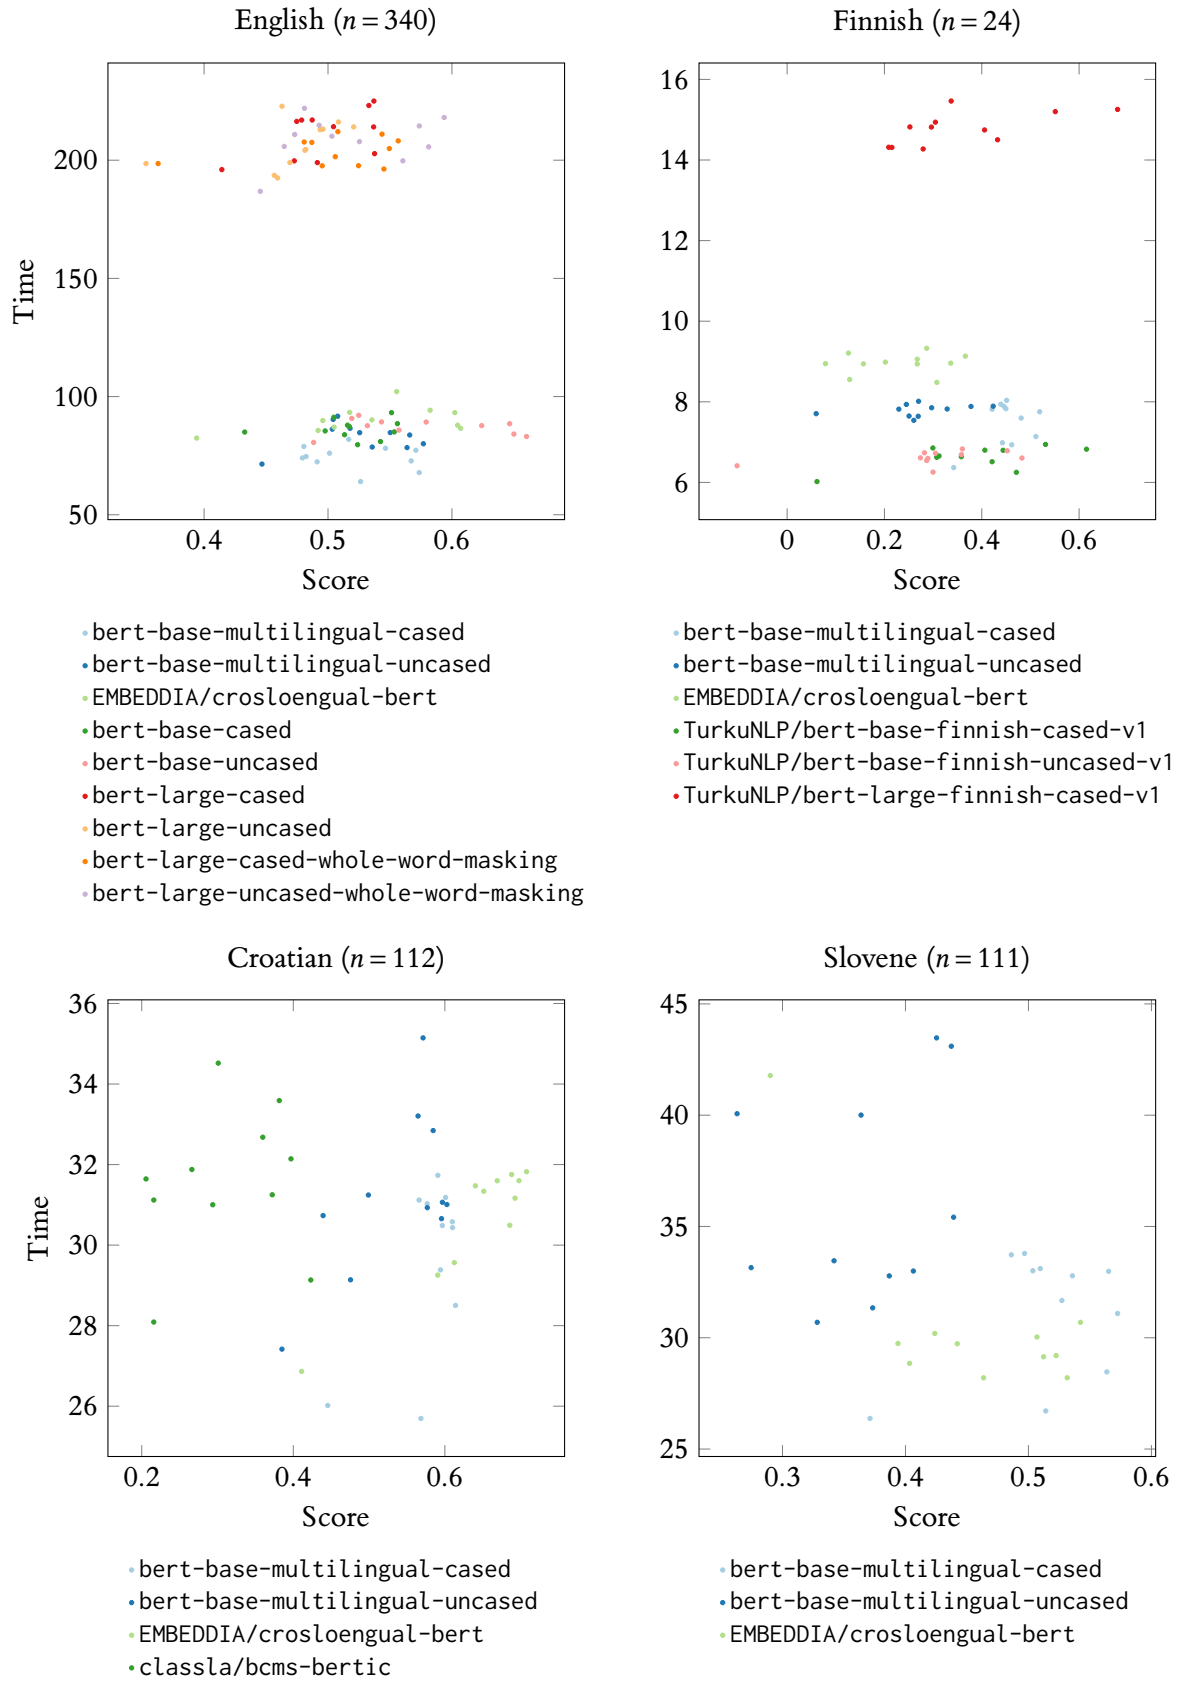 English (n = 340)
200
150
100
50
Time
0.4 0.5 0.6
Score
bert-base-multilingual-cased
bert-base-multilingual-uncased
EMBEDDIA/crosloengual-bert
bert-base-cased
bert-base-uncased
bert-large-cased
bert-large-uncased
bert-large-cased-whole-word-masking
bert-large-uncased-whole-word-masking
Finnish (n = 24)
16
14
12
10
8
6
0 0.2 0.4 0.6
Score
bert-base-multilingual-cased
bert-base-multilingual-uncased
EMBEDDIA/crosloengual-bert
TurkuNLP/bert-base-finnish-cased-v1
TurkuNLP/bert-base-finnish-uncased-v1
TurkuNLP/bert-large-finnish-cased-v1
Croatian (n = 112)
36
34
32
30
28
26
Time
0.2 0.4 0.6
Score
bert-base-multilingual-cased
bert-base-multilingual-uncased
EMBEDDIA/crosloengual-bert
classla/bcms-bertic
Slovene (n = 111)
45
40
35
30
25
0.3 0.4 0.5 0.6
Score
bert-base-multilingual-cased
bert-base-multilingual-uncased
EMBEDDIA/crosloengual-bert